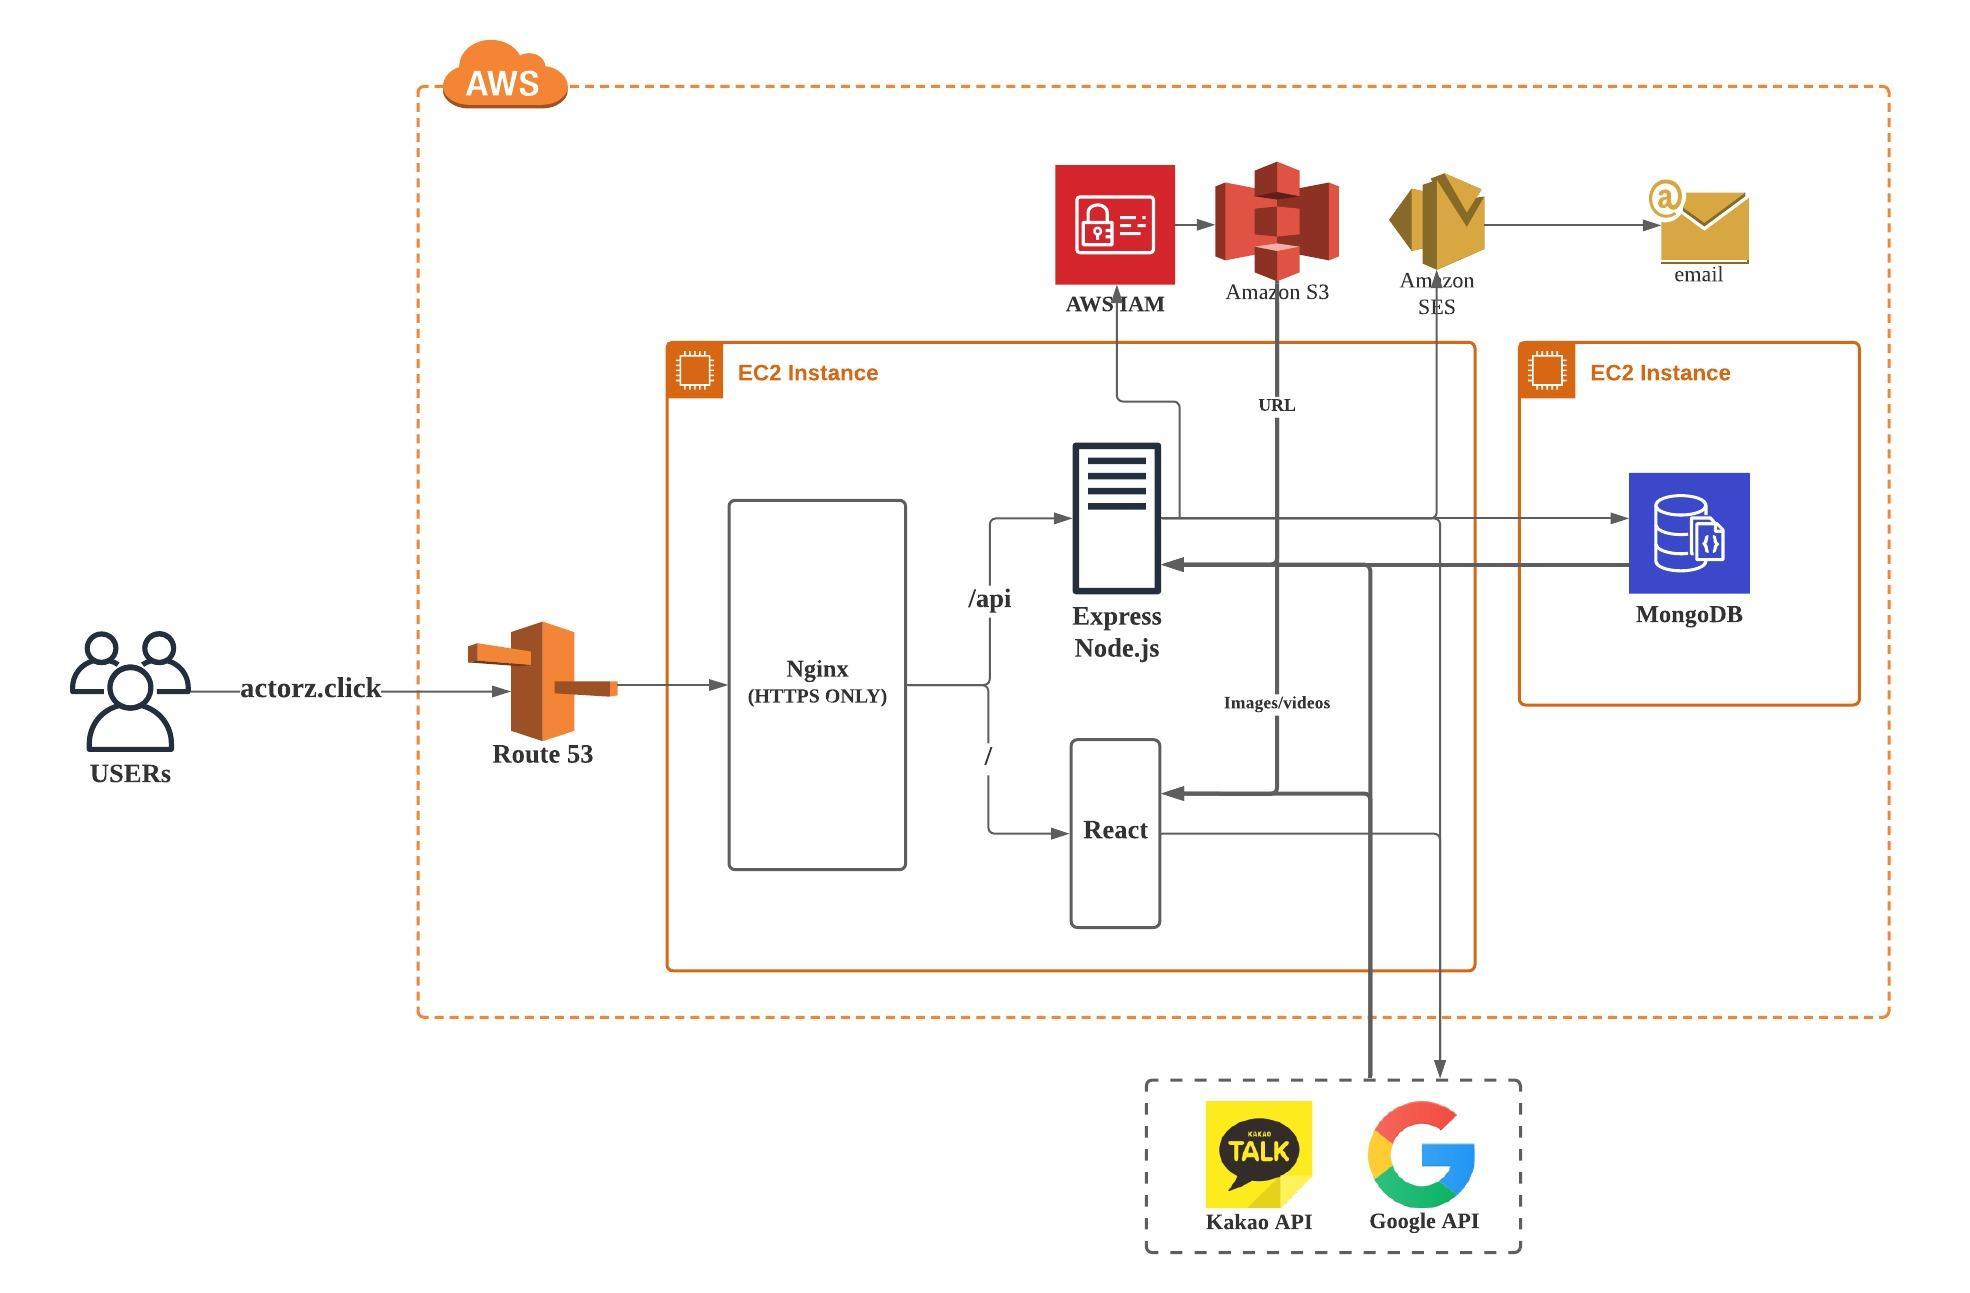 AWS
AWS IAM
Amazon S3
Amazon
SES
@
email
EC2 Instance
EC2 Instance
URL
/api
Express
Node.js
{}
MongoDB
Nginx
(HTTPS ONLY)
actorz.click
USERs
Route 53
Images/videos
/
React
KAKAO
TALK
Kakao API
G
Google API